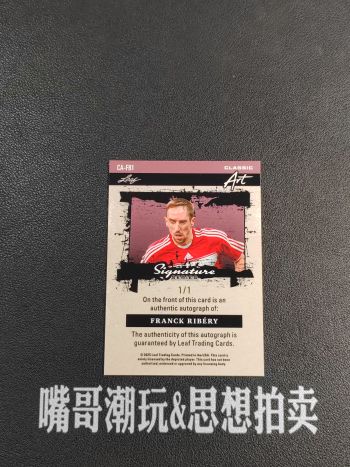 CA-FR1
CLASSIC
Leaf
Art
Signature
1/1
On the front of this card is an
authentic autograph of:
FRANCK RIBÉRY
The authenticity of this autograph is
guaranteed by Leaf Trading Cards.
嘴哥潮玩&思想拍卖